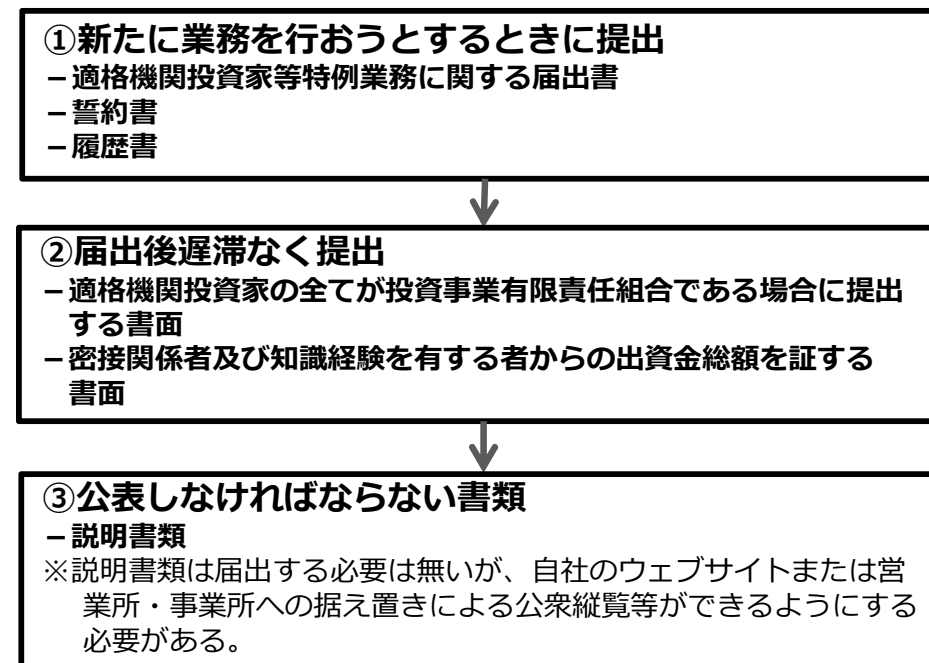 ①新たに業務を行おうとするときに提出
－適格機関投資家等特例業務に関する届出書
－誓約書
－履歴書
②届出後遅滞なく提出
－適格機関投資家の全てが投資事業有限責任組合である場合に提出
する書面
－密接関係者及び知識経験を有する者からの出資金総額を証する
書面
③公表しなければならない書類
－説明書類
※説明書類は届出する必要は無いが、自社のウェブサイトまたは営
業所・事業所への据え置きによる公衆縦覧等ができるようにする
必要がある。